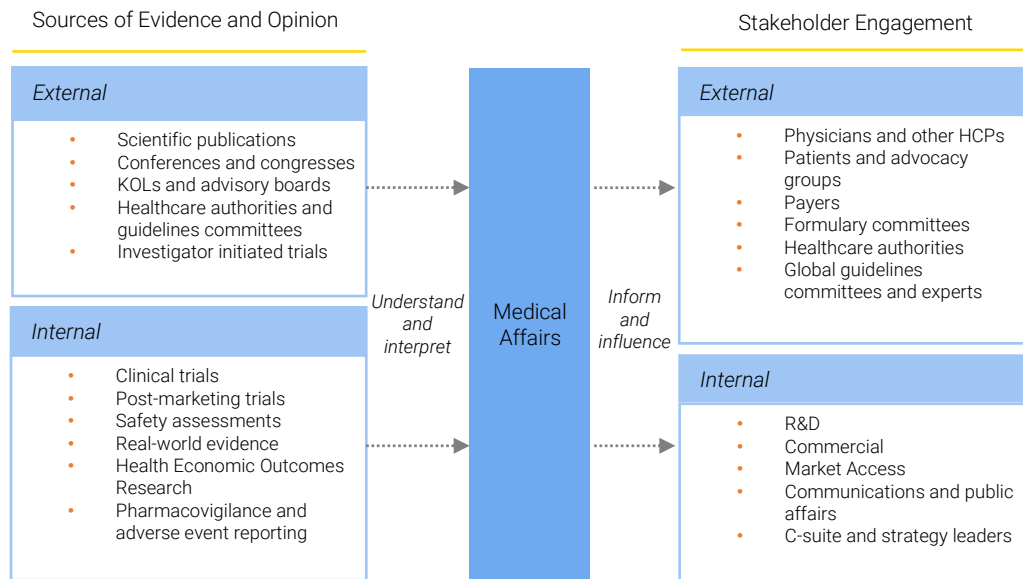 Sources of Evidence and Opinion
External
• Scientific publications
• Conferences and congresses
• KOLs and advisory boards
• Healthcare authorities and
guidelines committees
• Investigator initiated trials
Internal
• Clinical trials
• Post-marketing trials
• Safety assessments
• Real-world evidence
• Health Economic Outcomes
Research
• Pharmacovigilance and
adverse event reporting
Understand
and
interpret
Medical
Affairs
Inform
and
influence
Stakeholder Engagement
External
• Physicians and other HCPs
• Patients and advocacy
groups
• Payers
• Formulary committees
• Healthcare authorities
• Global guidelines
committees and experts
Internal
• R&D
• Commercial
• Market Access
• Communications and public
affairs
• C-suite and strategy leaders